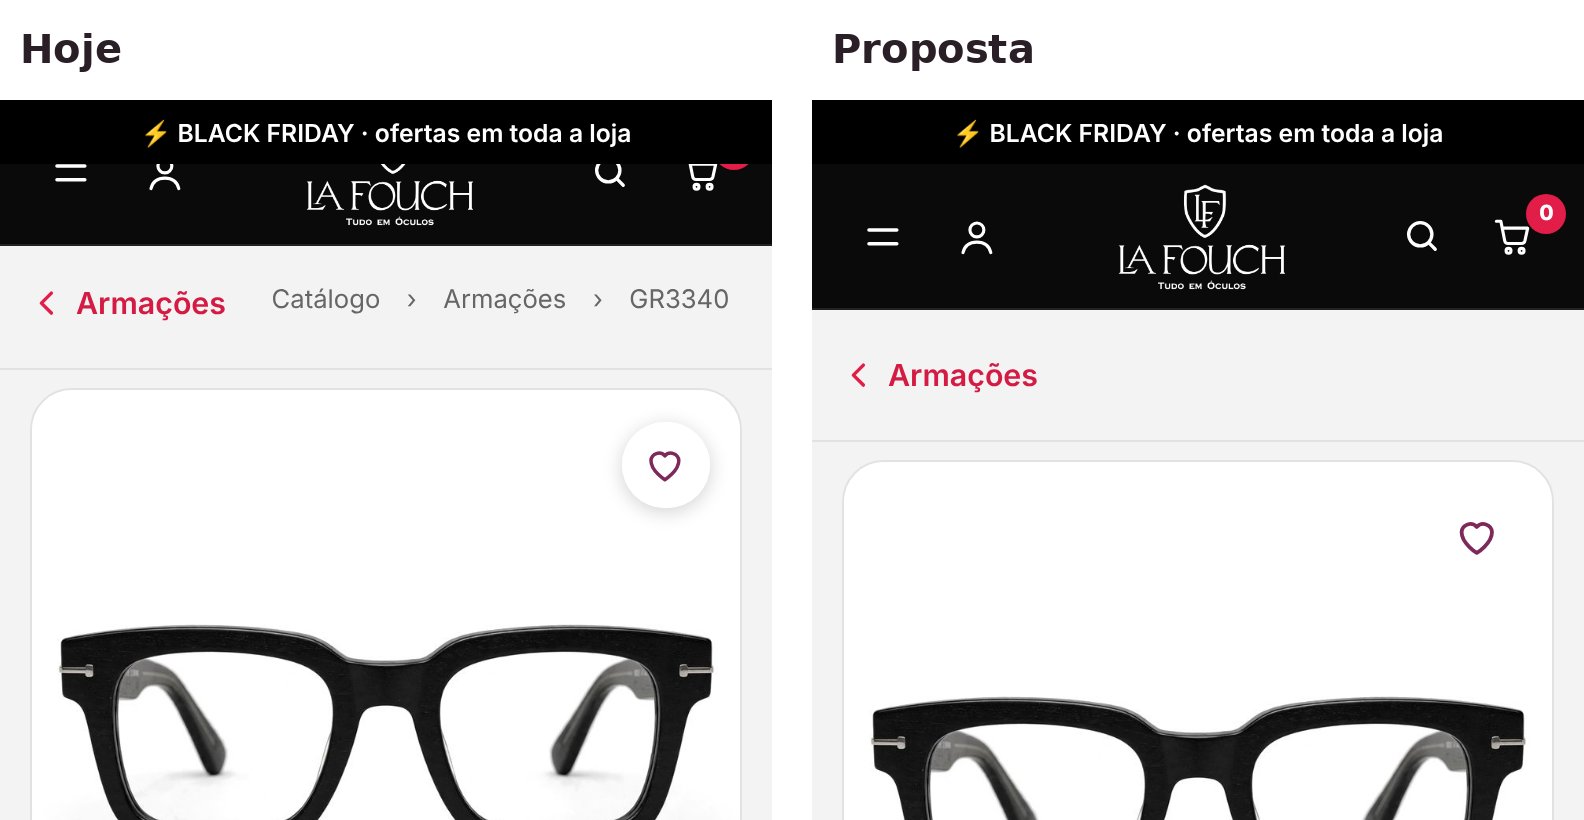 Hoje
⚡ BLACK FRIDAY · ofertas em toda a loja
LA FOUCH
TUDO EM ÓCULOS
Armações Catálogo › Armações › GR3340
Proposta
⚡ BLACK FRIDAY · ofertas em toda a loja
LF
LA FOUCH
TUDO EM ÓCULOS
0
Armações